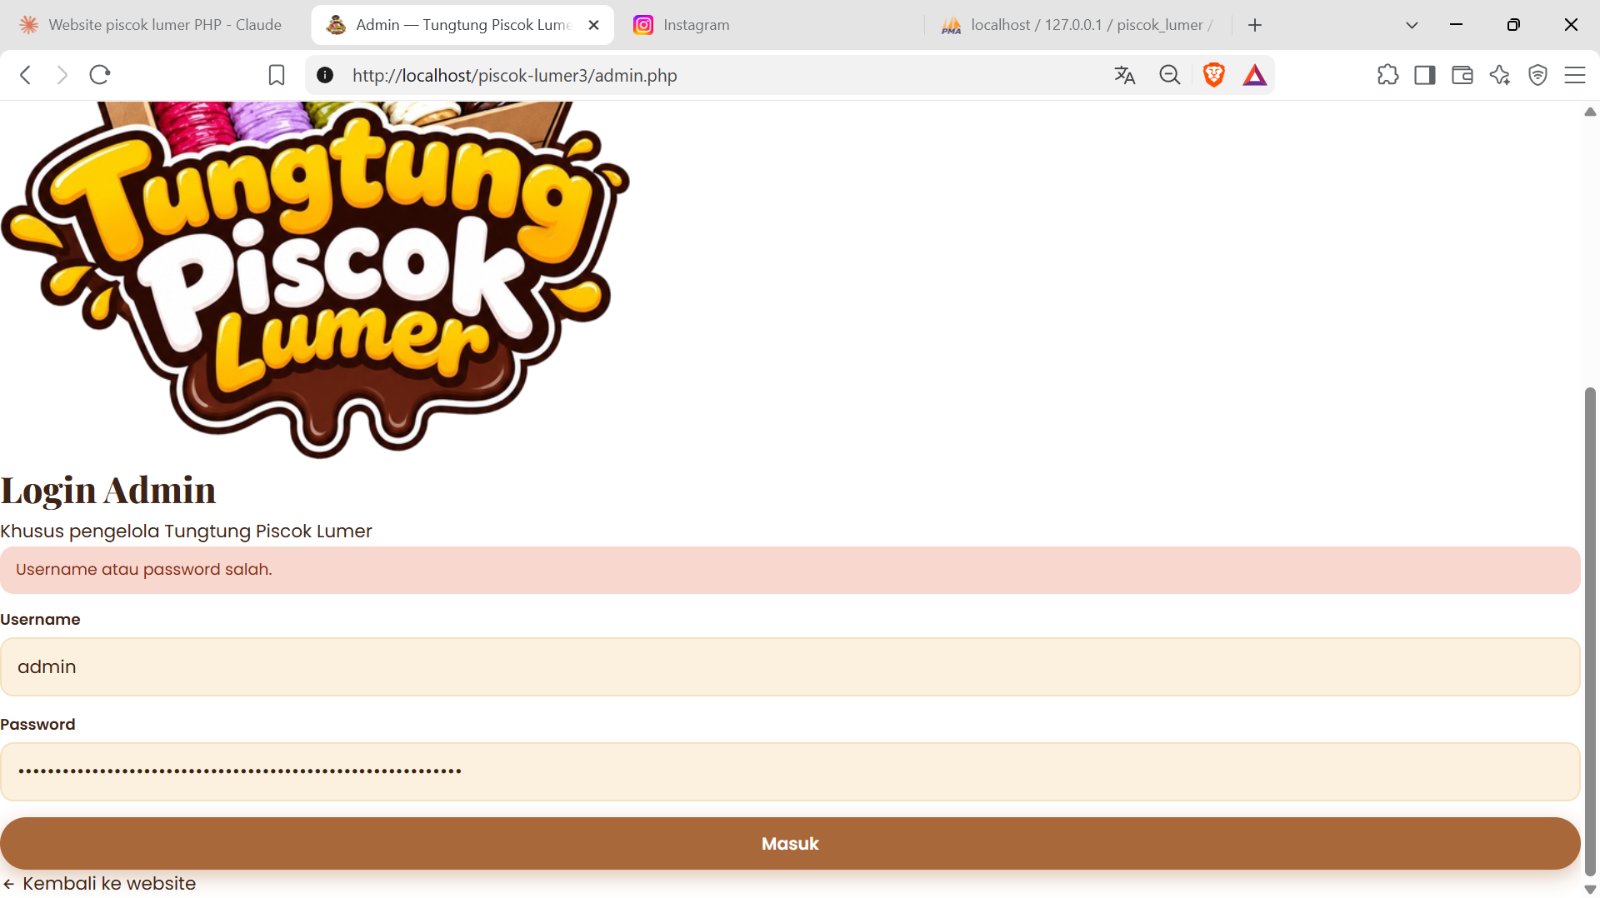 Website piscok lumer PHP - Claude
Admin — Tungtung Piscok Lume
Instagram
PMA
localhost / 127.0.0.1 / piscok_lumer /
http://localhost/piscok-lumer3/admin.php
Tungtung
Piscok
Lumer
Login Admin
Khusus pengelola Tungtung Piscok Lumer
Username atau password salah.
Username
admin
Password
Masuk
← Kembali ke website